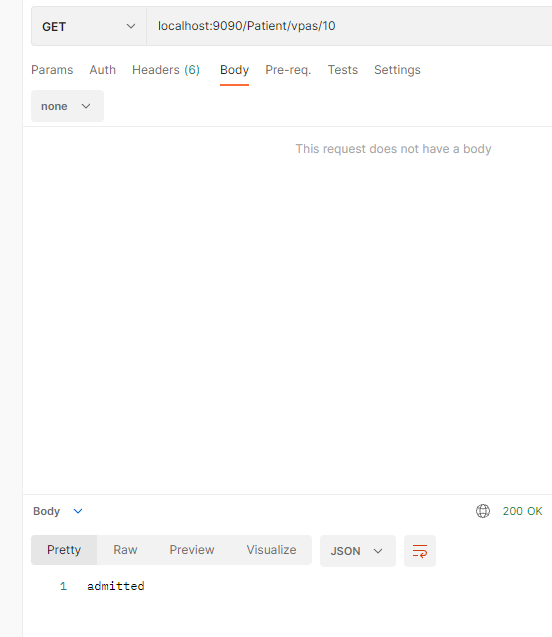 GET localhost:9090/Patient/vpas/10
Params Auth Headers (6) Body Pre-req. Tests Settings
none
This request does not have a body
Body 200 OK
Pretty Raw Preview Visualize JSON
1 admitted